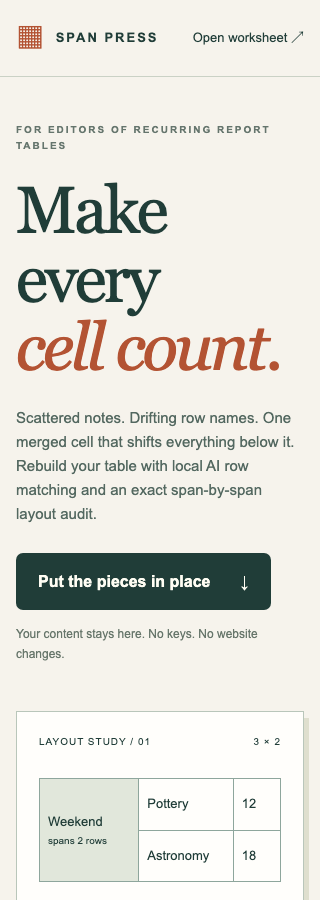 SPAN PRESS
Open worksheet ↗
FOR EDITORS OF RECURRING REPORT
TABLES
Make
every
cell count.
Scattered notes. Drifting row names. One
merged cell that shifts everything below it.
Rebuild your table with local AI row
matching and an exact span-by-span
layout audit.
Put the pieces in place ↓
Your content stays here. No keys. No website
changes.
LAYOUT STUDY / 01
3 × 2
Weekend
spans 2 rows
Pottery
12
Astronomy
18